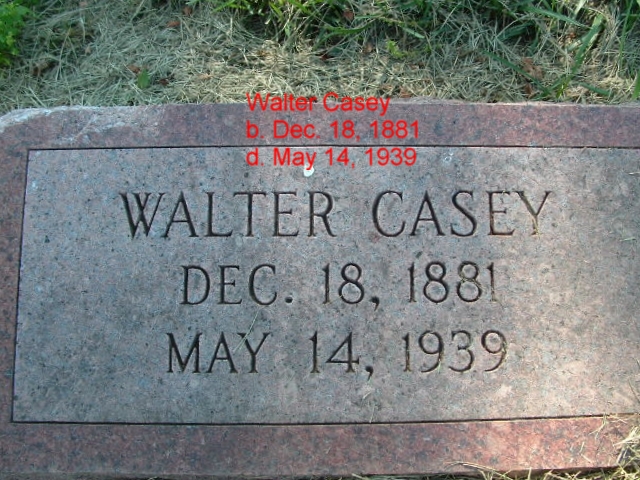 Walter Casey
b. Dec. 18, 1881
d. May 14, 1939
WALTER CASEY
DEC. 18, 1881
MAY 14, 1939